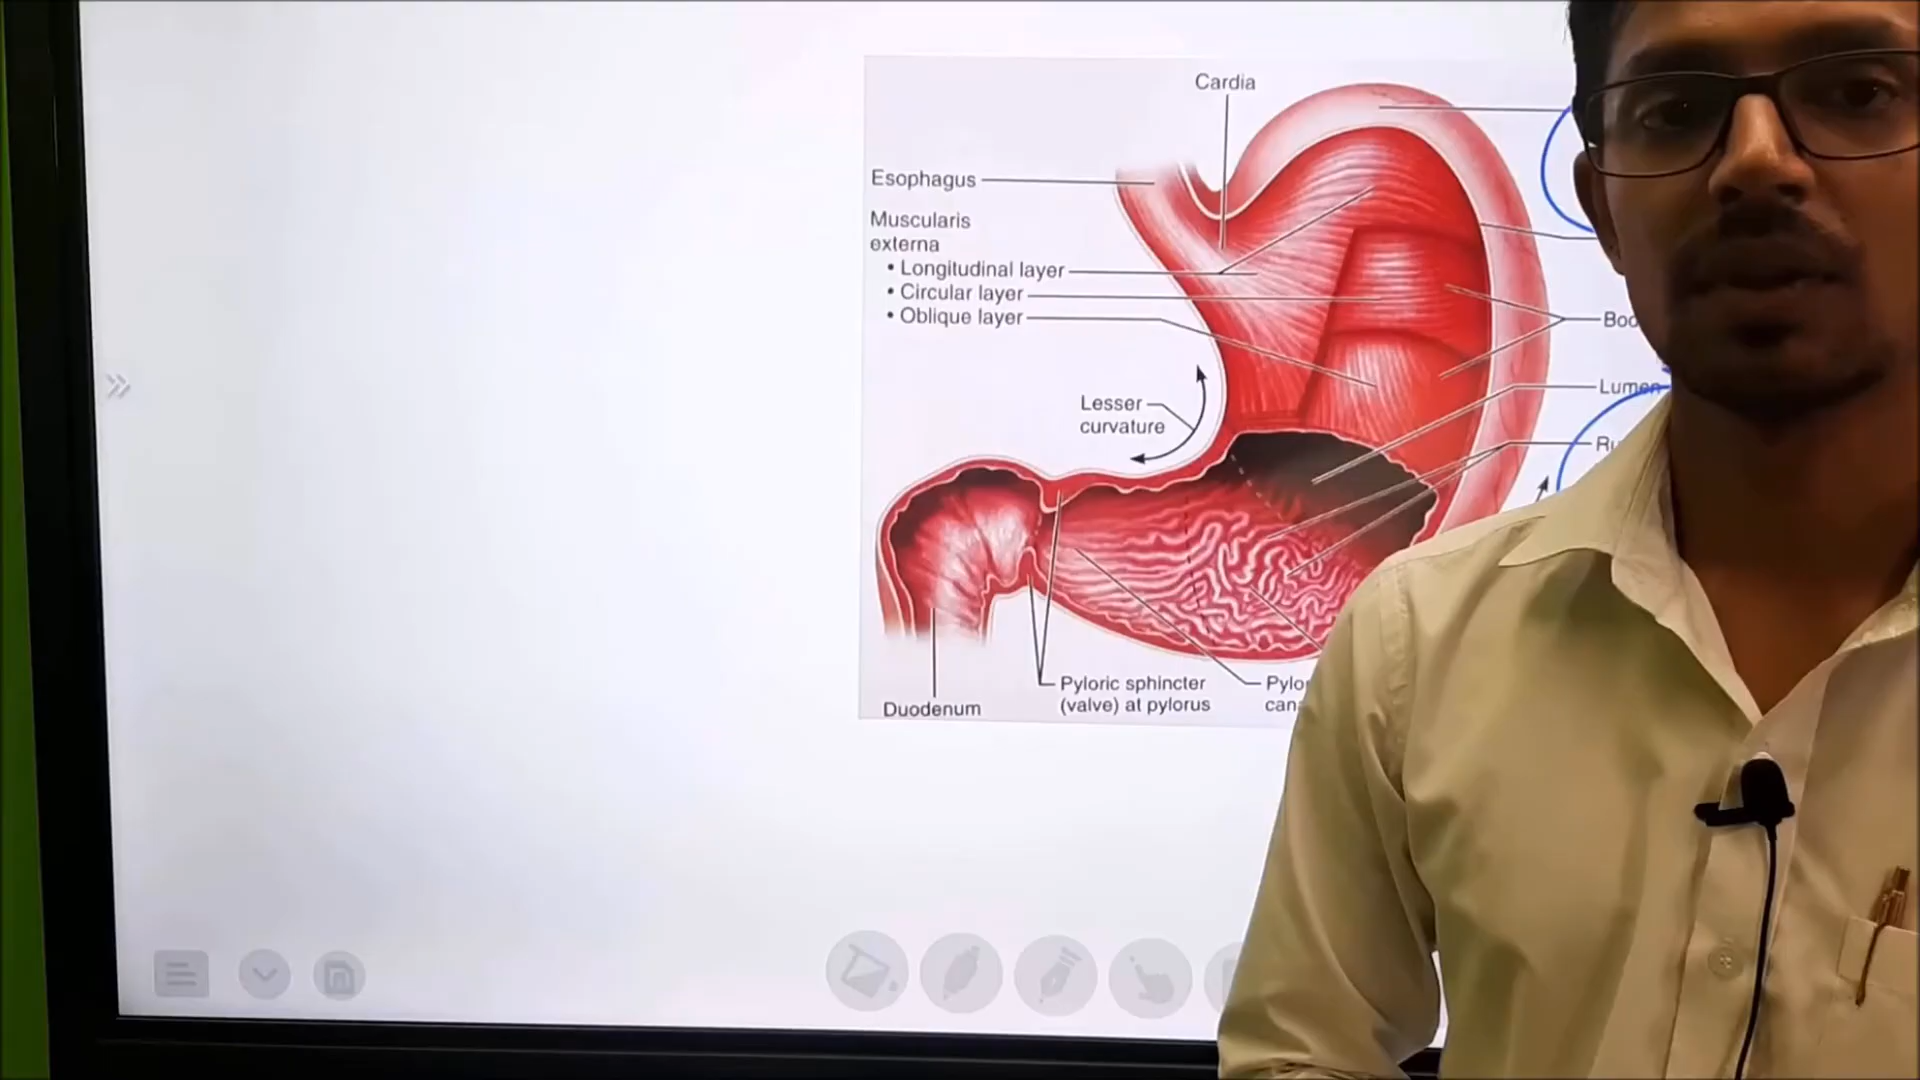 Cardia
Esophagus
Muscularis
externa
• Longitudinal layer
• Circular layer
• Oblique layer
Lumen
Lesser
curvature
Pyloric sphincter
(valve) at pylorus
Duodenum